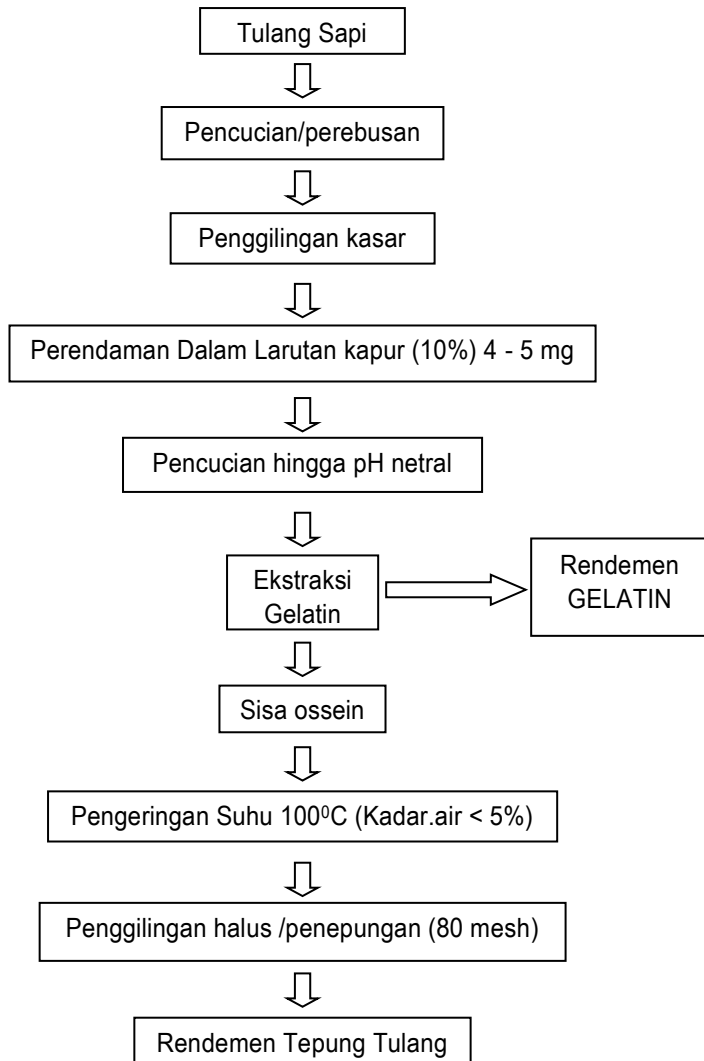 Tulang Sapi
Pencucian/perebusan
Penggilingan kasar
Perendaman Dalam Larutan kapur (10%) 4 - 5 mg
Pencucian hingga pH netral
Ekstraksi
Gelatin
Rendemen
GELATIN
Sisa ossein
Pengeringan Suhu 100⁰C (Kadar.air < 5%)
Penggilingan halus /penepungan (80 mesh)
Rendemen Tepung Tulang